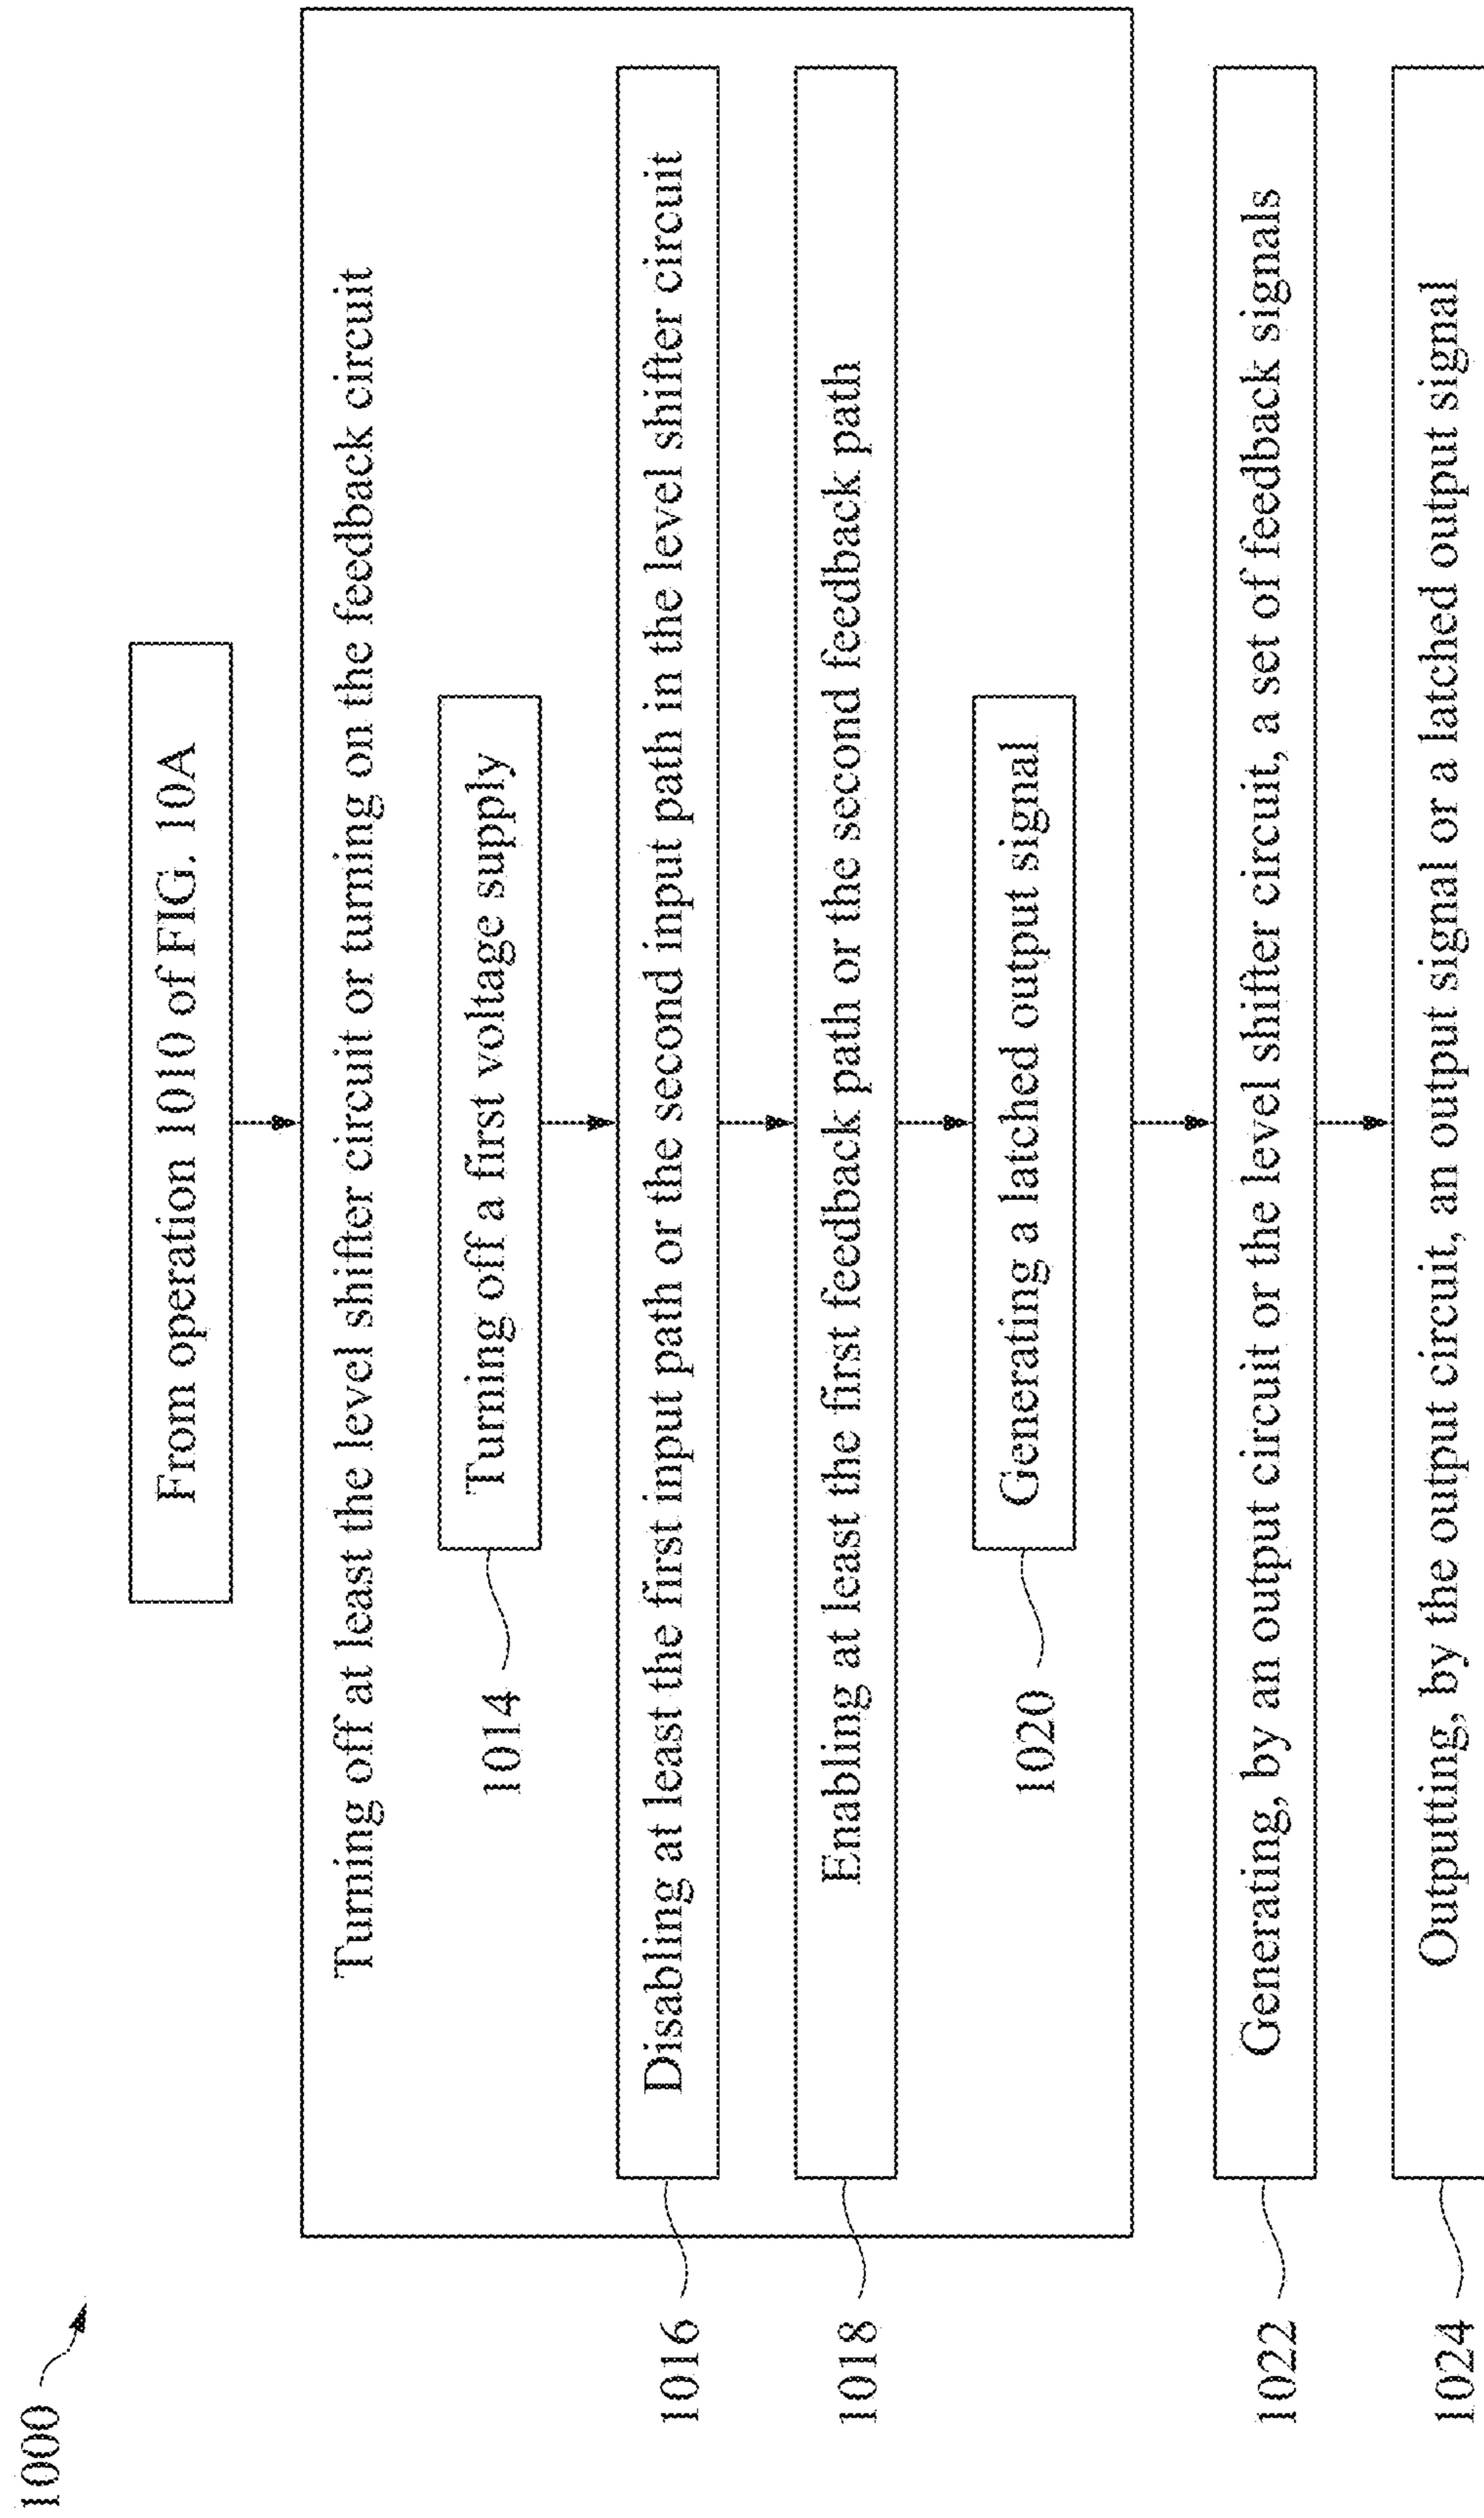 1000
From operation 1010 of FIG. 10A
Turning off at least the level shifter circuit or turning on the feedback circuit
1014
Turning off a first voltage supply
1016
Disabling at least the first input path or the second input path in the level shifter circuit
1018
Enabling at least the first feedback path or the second feedback path
1020
Generating a latched output signal
1022
Generating, by an output circuit or the level shifter circuit, a set of feedback signals
1024
Outputting, by the output circuit, an output signal or a latched output signal